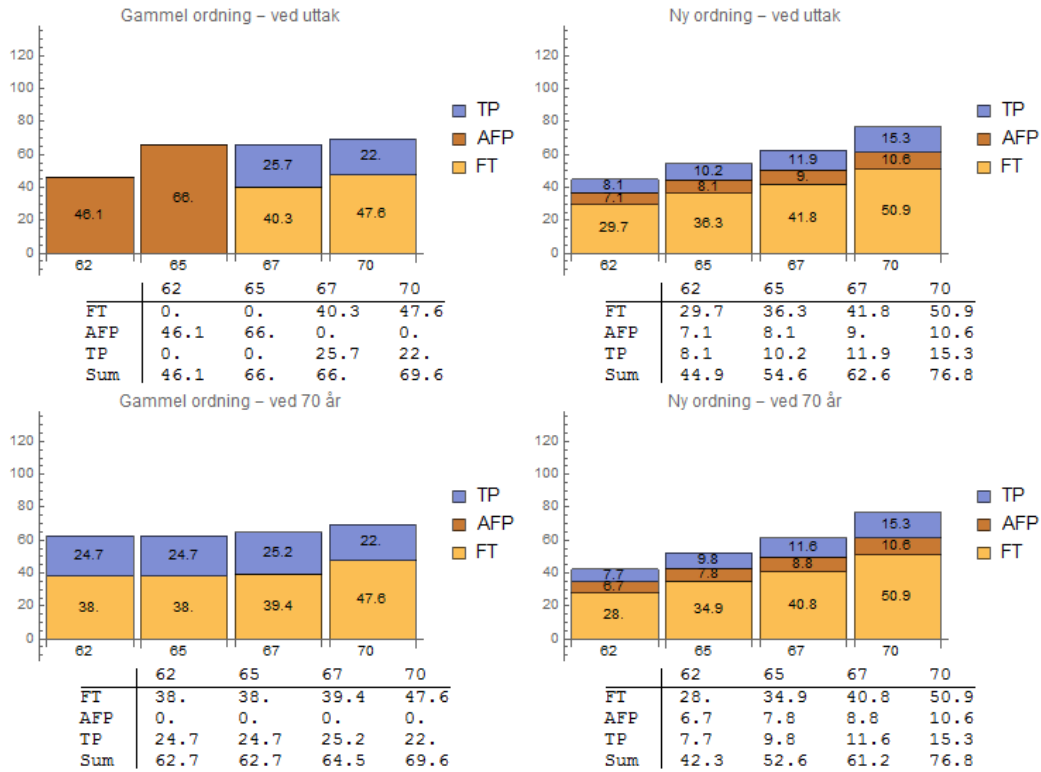 Gammel ordning – ved uttak
120
100
80
60
40
20
0
46.1
66.
25.7
40.3
22.
47.6
62 65 67 70
TP
AFP
FT
62 65 67 70
FT 0. 0. 40.3 47.6
AFP 46.1 66. 0. 0.
TP 0. 0. 25.7 22.
Sum 46.1 66. 66. 69.6
Ny ordning – ved uttak
120
100
80
60
40
20
0
8.1
7.1
29.7
10.2
8.1
36.3
11.9
9.
41.8
15.3
10.6
50.9
62 65 67 70
TP
AFP
FT
62 65 67 70
FT 29.7 36.3 41.8 50.9
AFP 7.1 8.1 9. 10.6
TP 8.1 10.2 11.9 15.3
Sum 44.9 54.6 62.6 76.8
Gammel ordning – ved 70 år
120
100
80
60
40
20
0
24.7
38.
24.7
38.
25.2
39.4
22.
47.6
62 65 67 70
TP
AFP
FT
62 65 67 70
FT 38. 38. 39.4 47.6
AFP 0. 0. 0. 0.
TP 24.7 24.7 25.2 22.
Sum 62.7 62.7 64.5 69.6
Ny ordning – ved 70 år
120
100
80
60
40
20
0
7.7
6.7
28.
9.8
7.8
34.9
11.6
8.8
40.8
15.3
10.6
50.9
62 65 67 70
TP
AFP
FT
62 65 67 70
FT 28. 34.9 40.8 50.9
AFP 6.7 7.8 8.8 10.6
TP 7.7 9.8 11.6 15.3
Sum 42.3 52.6 61.2 76.8